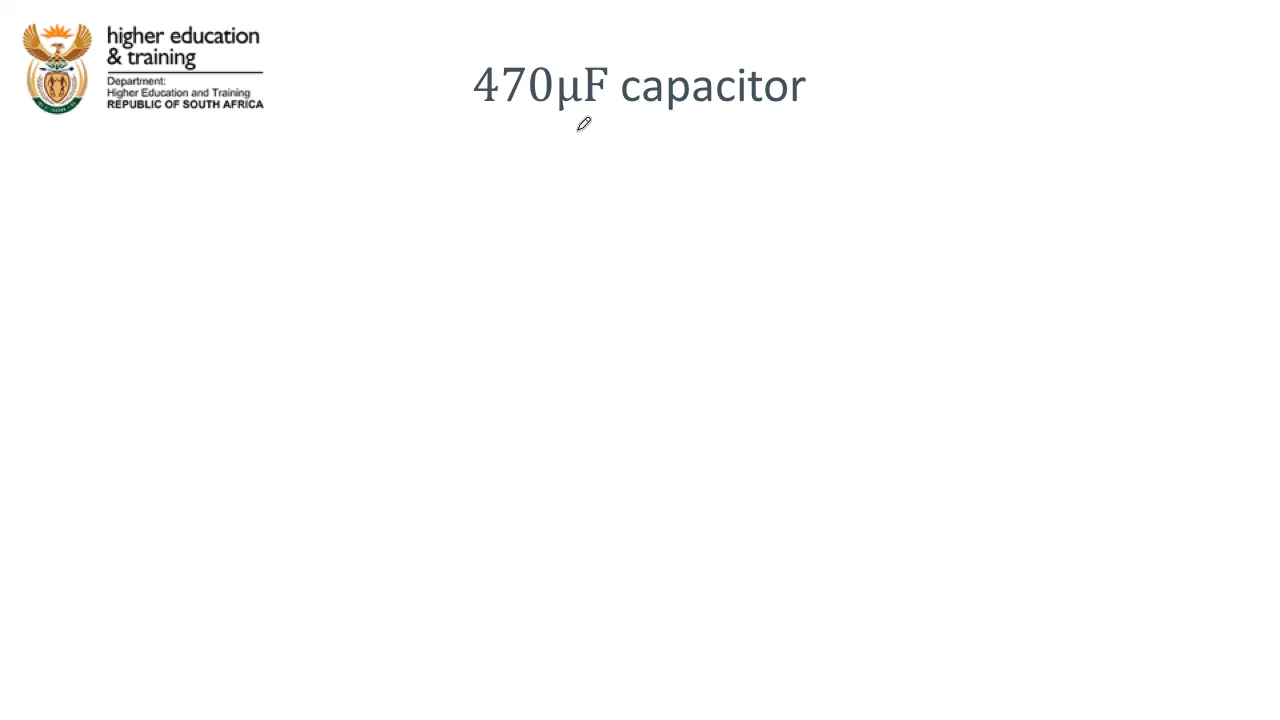 higher education
& training
Department:
Higher Education and Training
REPUBLIC OF SOUTH AFRICA
470μF capacitor